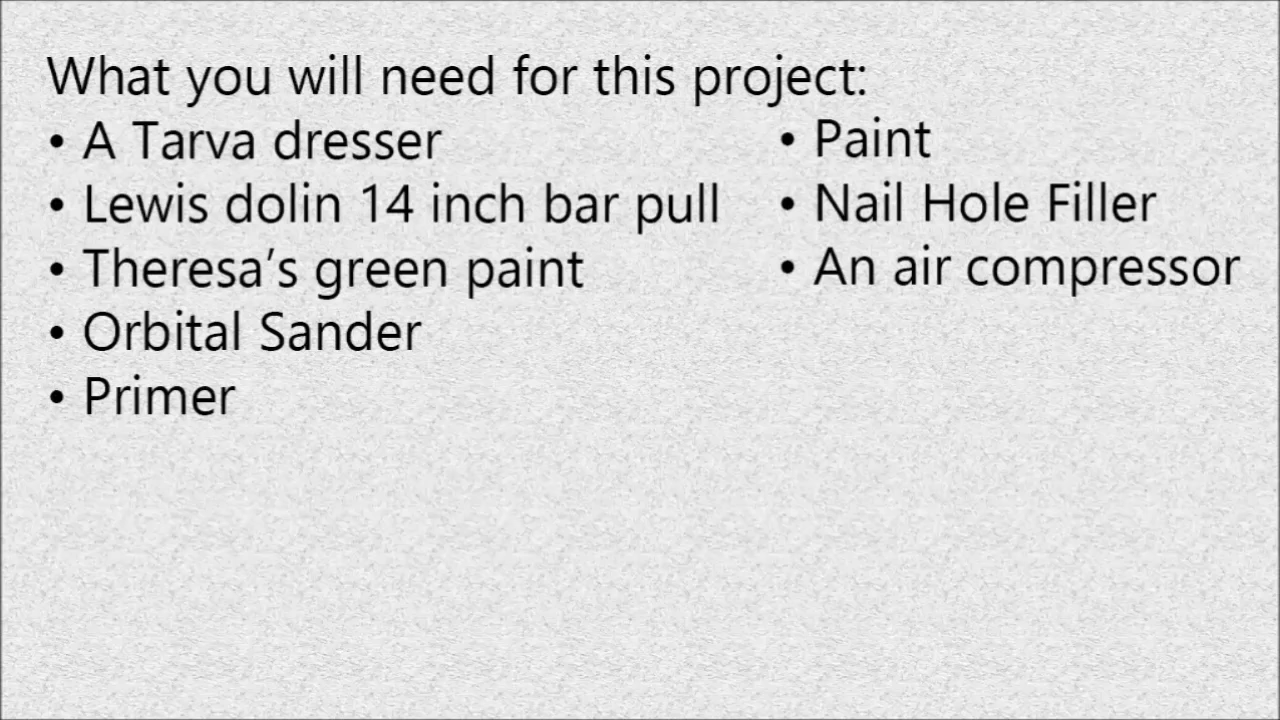 What you will need for this project:
• A Tarva dresser
• Lewis dolin 14 inch bar pull
• Theresa’s green paint
• Orbital Sander
• Primer
• Paint
• Nail Hole Filler
• An air compressor